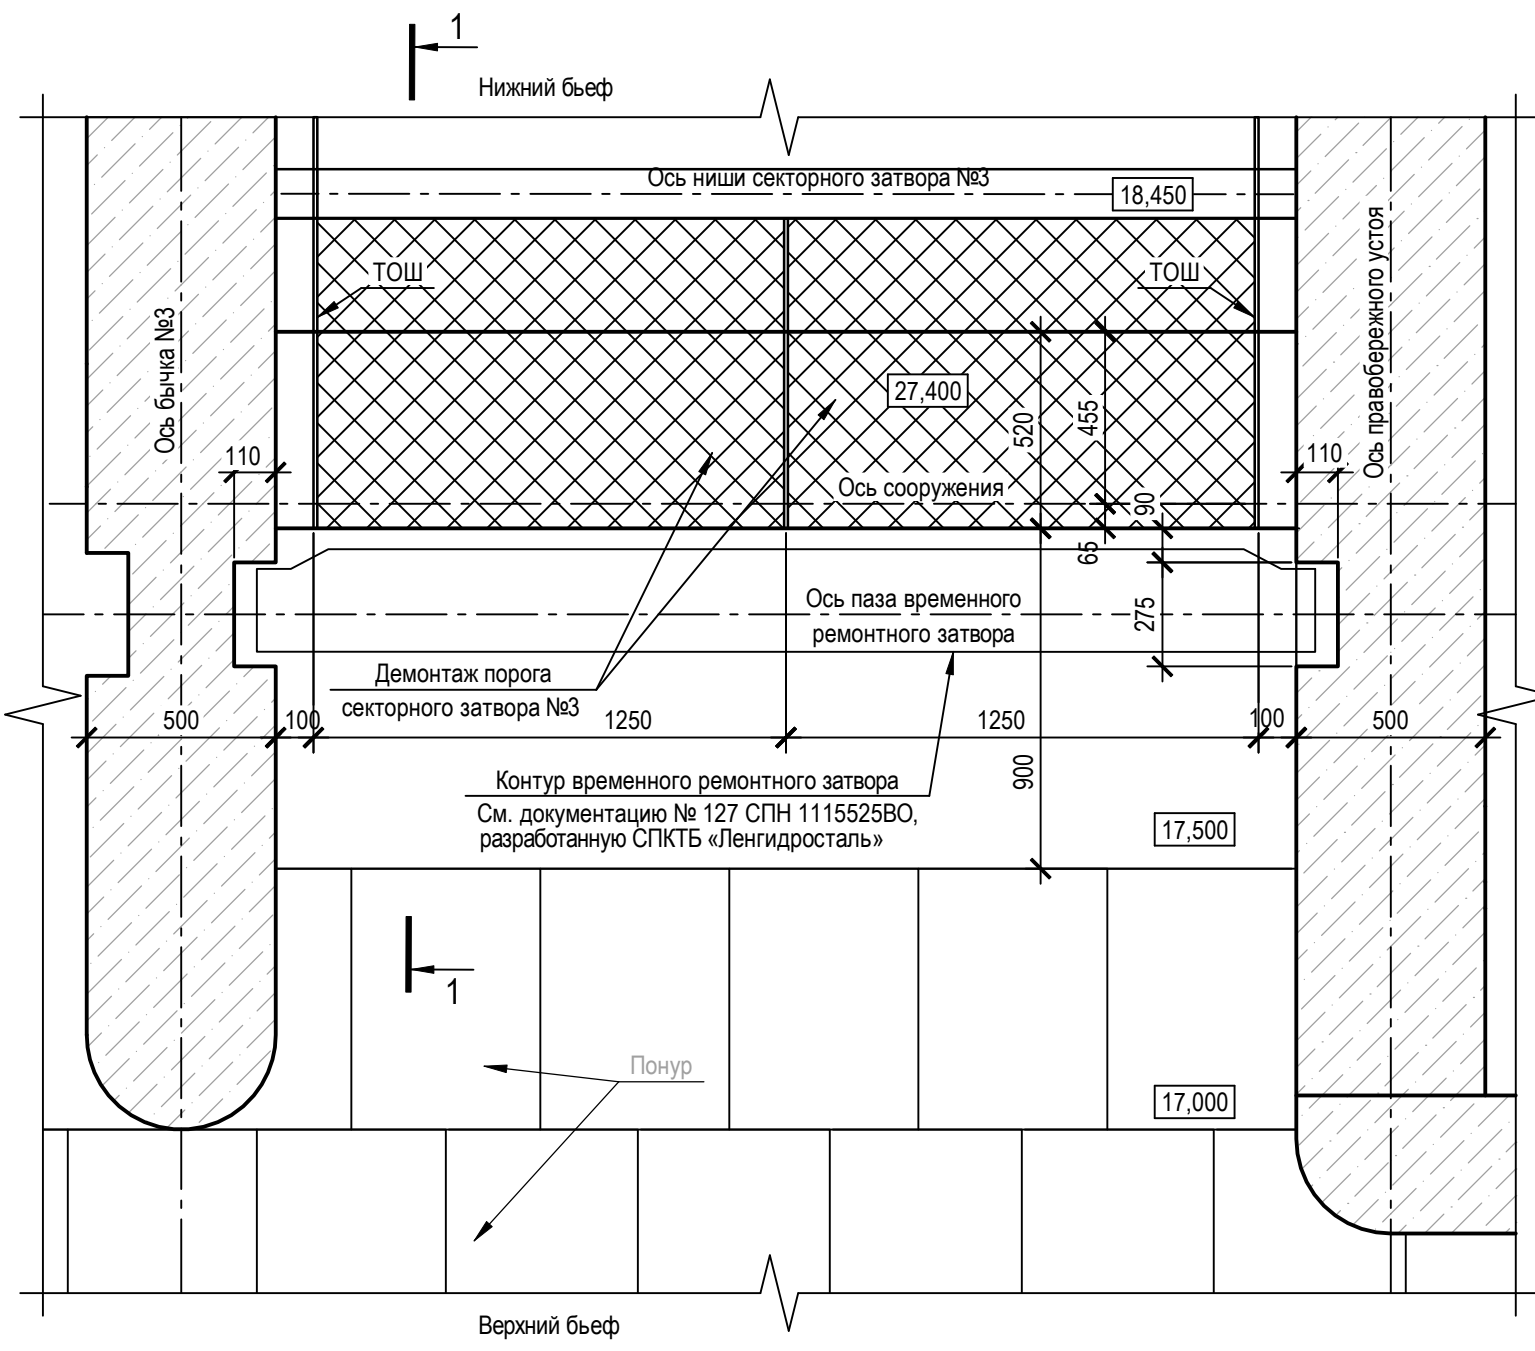 1
Нижний бьеф
Ось ниши секторного затвора №3
18,450
ТОШ
ТОШ
Ось бычка №3
Ось правобережного устоя
27,400
520
455
110
110
Ось сооружения
90
65
Ось паза временного
ремонтного затвора
275
Демонтаж порога
секторного затвора №3
500
100
1250
1250
100
500
Контур временного ремонтного затвора
См. документацию № 127 СПН 1115525ВО,
разработанную СПКТБ «Ленгидросталь»
900
17,500
1
Понур
17,000
Верхний бьеф